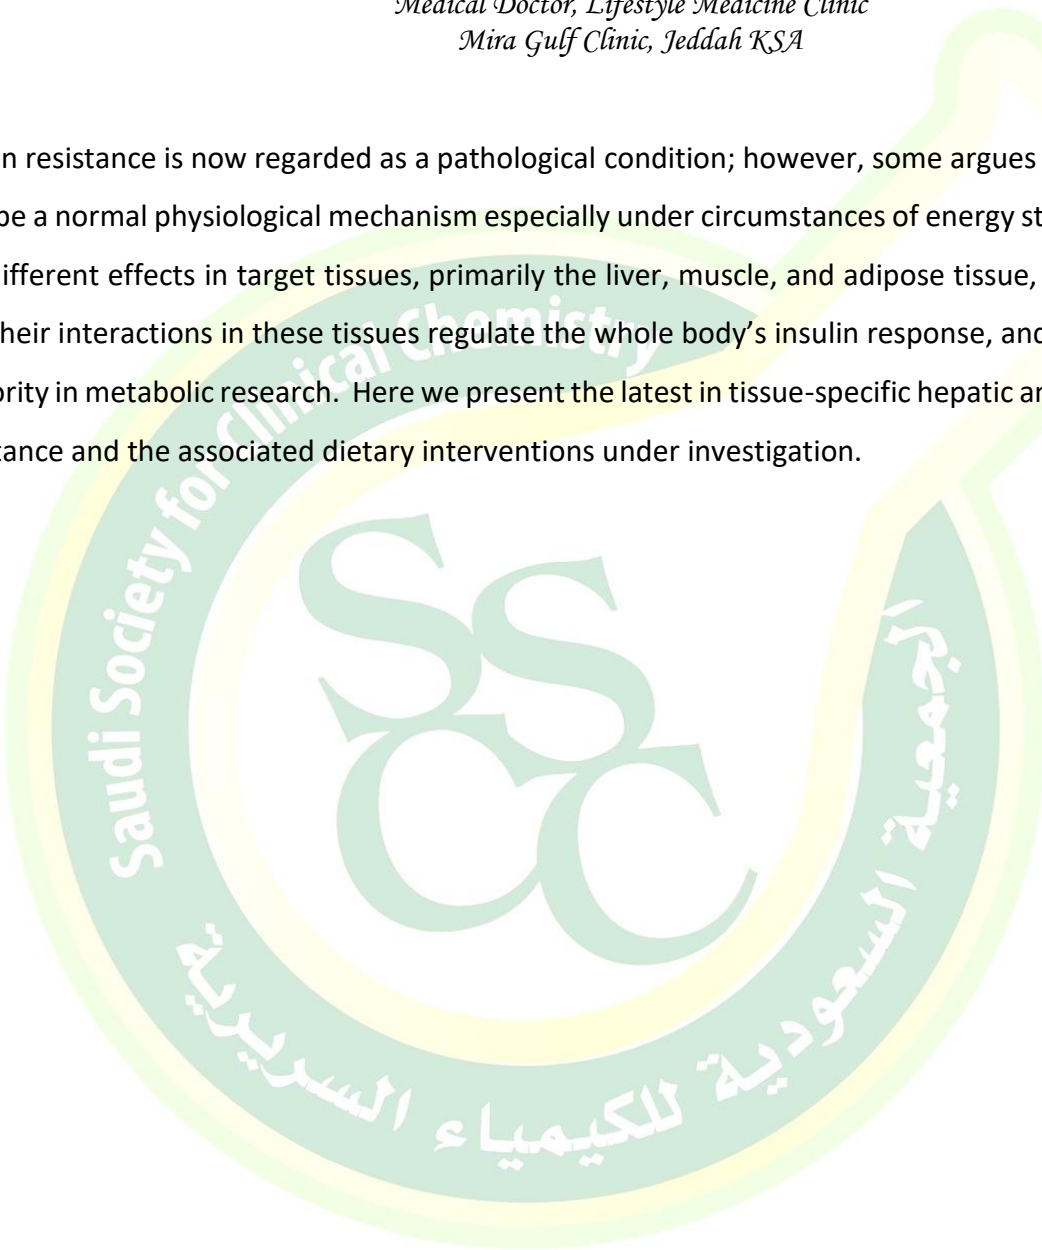 Medical Doctor, Lifestyle Medicine Clinic
Mira Gulf Clinic, Jeddah KSA
n resistance is now regarded as a pathological condition; however, some argues
be a normal physiological mechanism especially under circumstances of energy st
ifferent effects in target tissues, primarily the liver, muscle, and adipose tissue,
heir interactions in these tissues regulate the whole body’s insulin response, and
ority in metabolic research. Here we present the latest in tissue-specific hepatic an
tance and the associated dietary interventions under investigation.
Saudi Society for Clinical Chemistry
SSCC
الجمعية السعودية للكيمياء السريرية